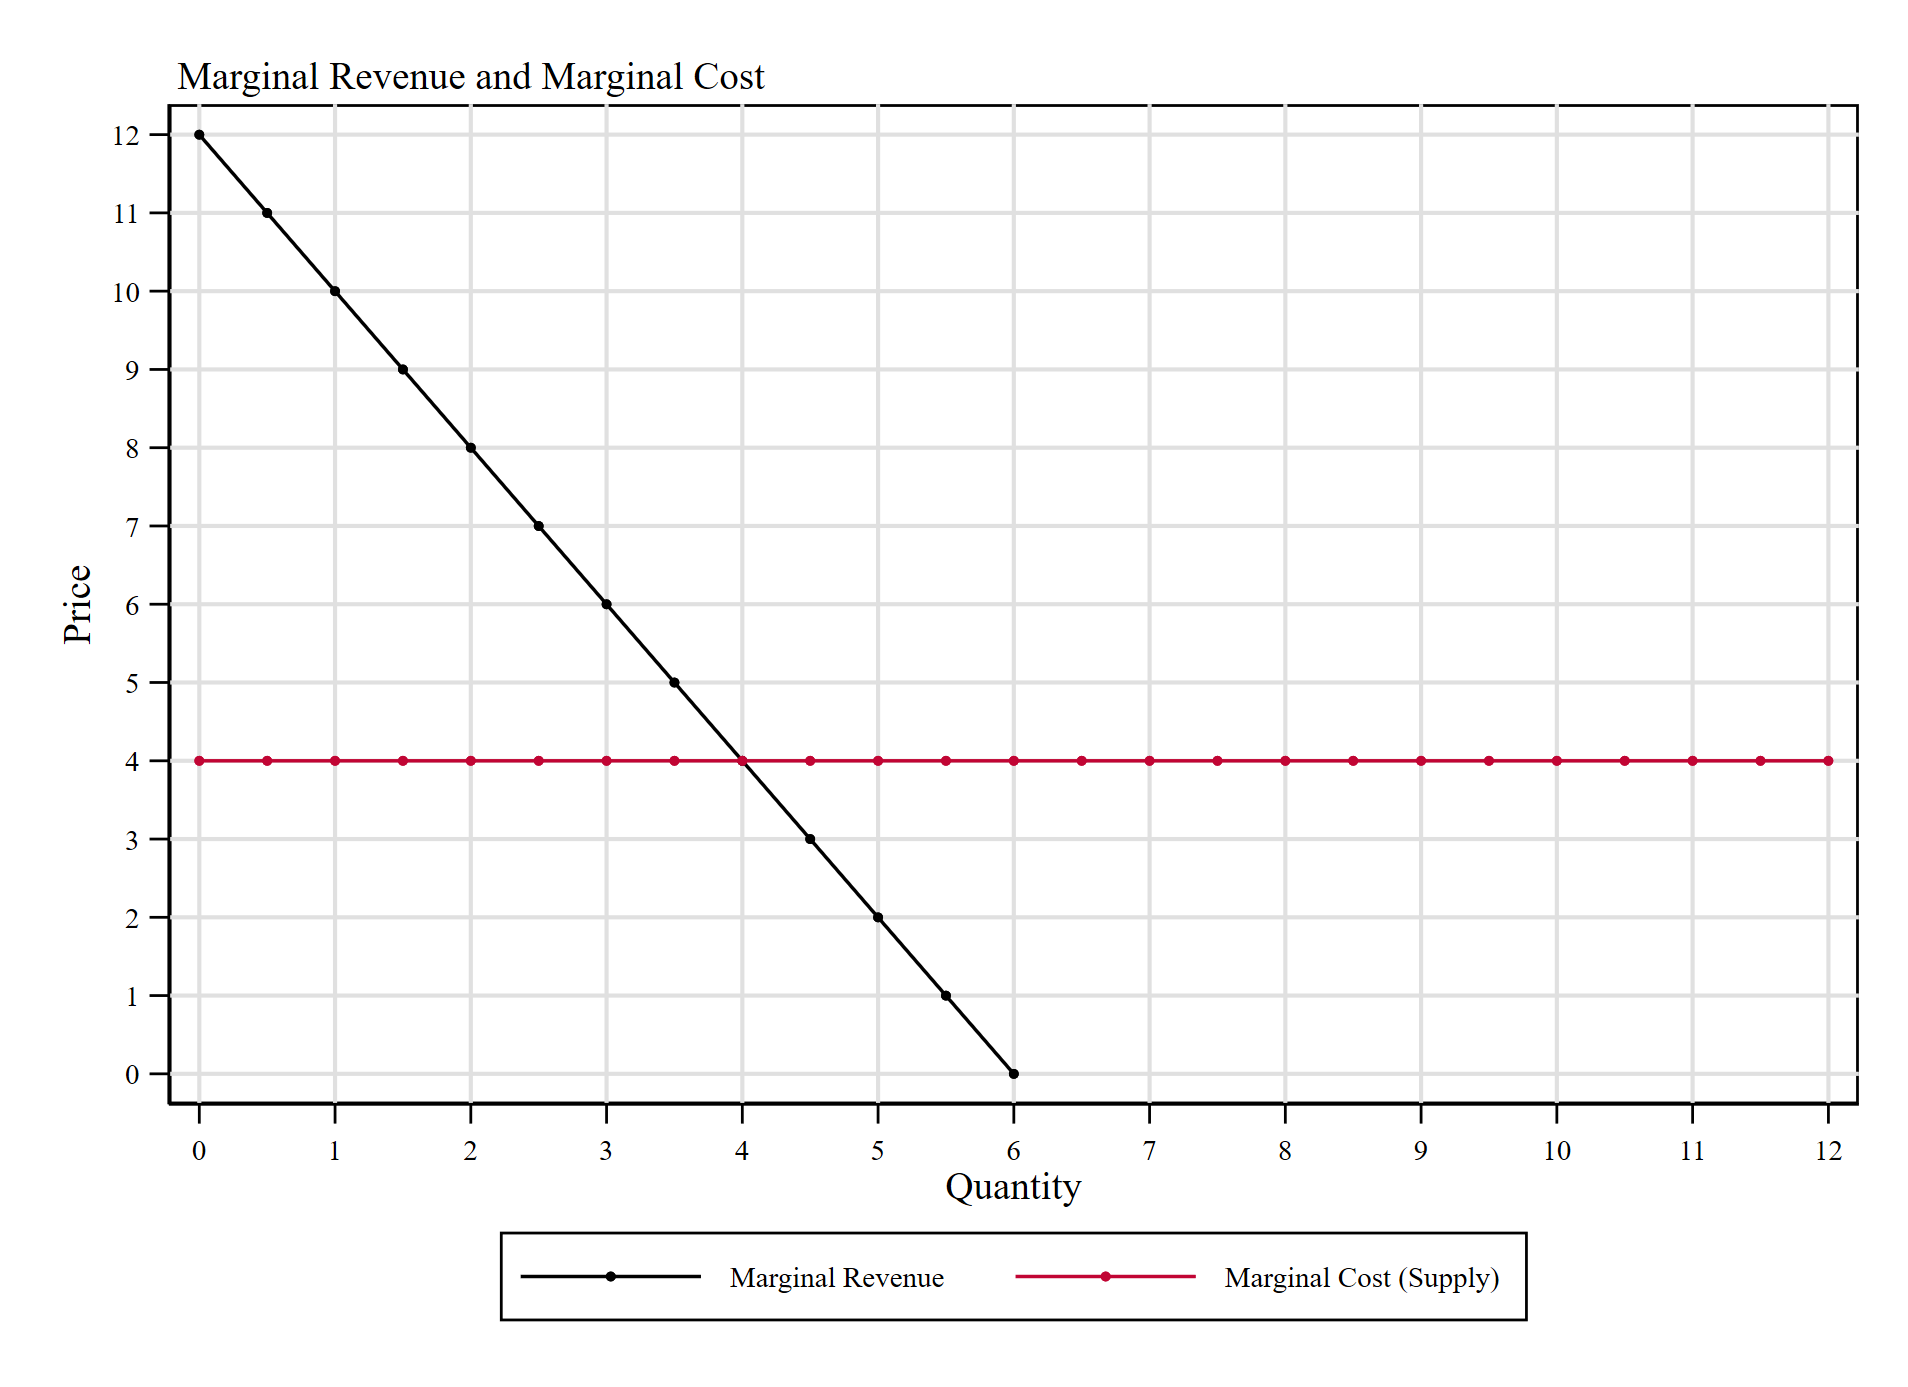 Marginal Revenue and Marginal Cost
12
11
10
9
8
7
6
5
4
3
2
1
0
Price
0 1 2 3 4 5 6 7 8 9 10 11 12
Quantity
Marginal Revenue Marginal Cost (Supply)